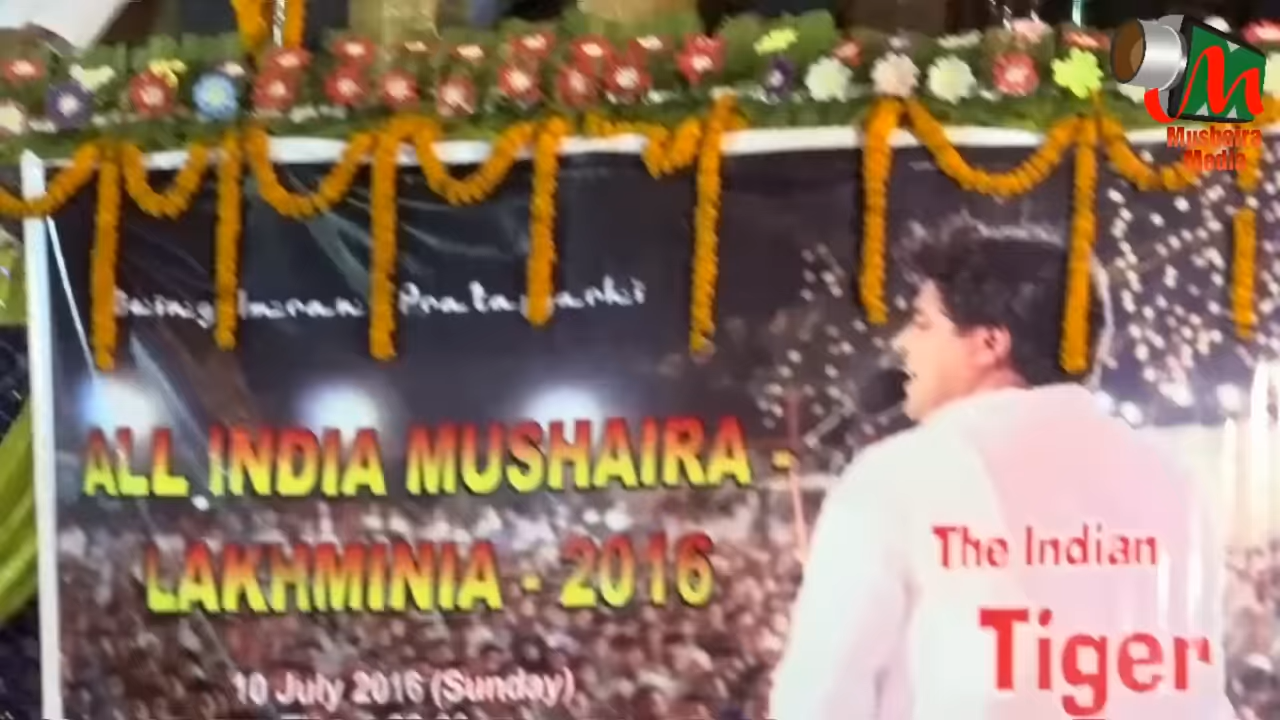 Mushaira
Media
Being Imran Pratapgarhi
ALL INDIA MUSHAIRA -
LAKHMINIA - 2016
10 July 2016 (Sunday)
The Indian
Tiger